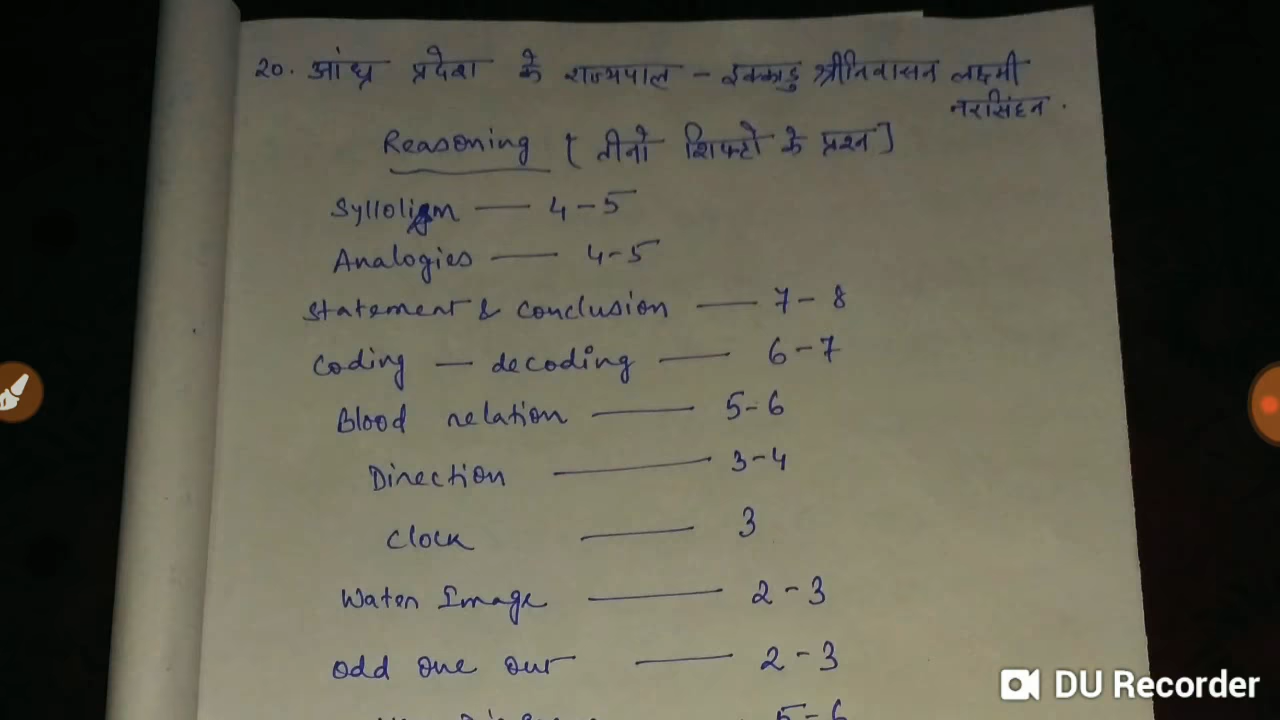 20. आंध्र प्रदेश के राज्यपाल - इक्काडु श्रीनिवासन लक्ष्मी
नरसिंहन.
Reasoning [तीनो शिफ्टो के प्रश्न]
Sylloligm — 4-5
Analogies — 4-5
Statement & conclusion — 7-8
Coding — decoding — 6-7
Blood relation — 5-6
Direction — 3-4
Clock — 3
Water Image — 2-3
odd one out — 2-3
5-6
DU Recorder